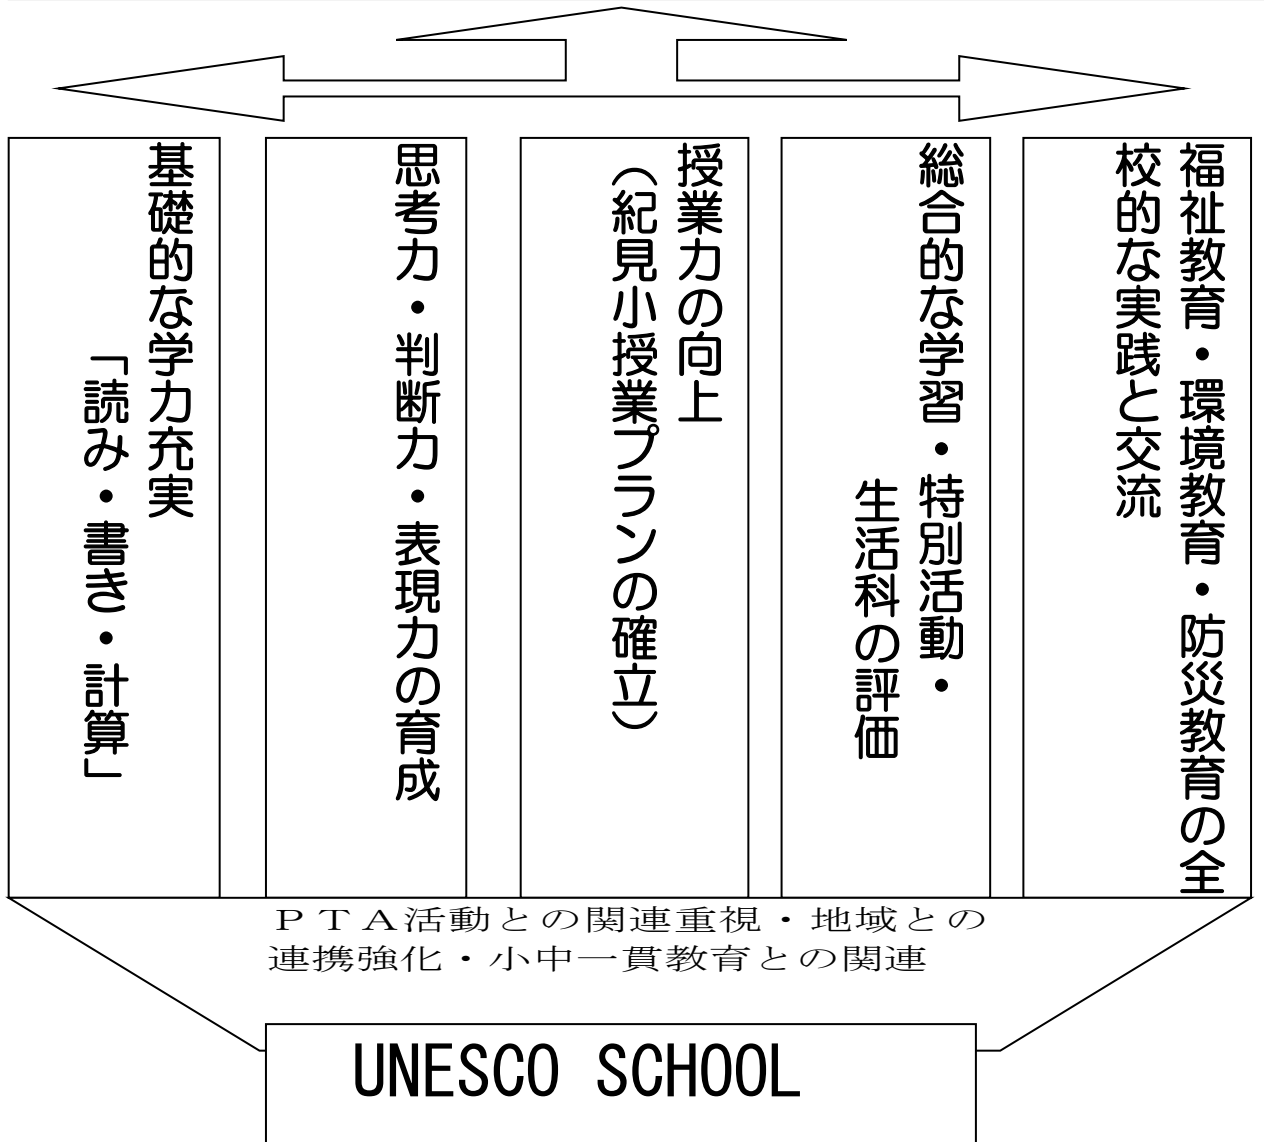 福祉教育・環境教育・防災教育の全
校的な実践と交流
総合的な学習・特別活動・
生活科の評価
授業力の向上
（紀見小授業プランの確立）
思考力・判断力・表現力の育成
基礎的な学力充実
「読み・書き・計算」
ＰＴＡ活動との関連重視・地域との
連携強化・小中一貫教育との関連
UNESCO SCHOOL